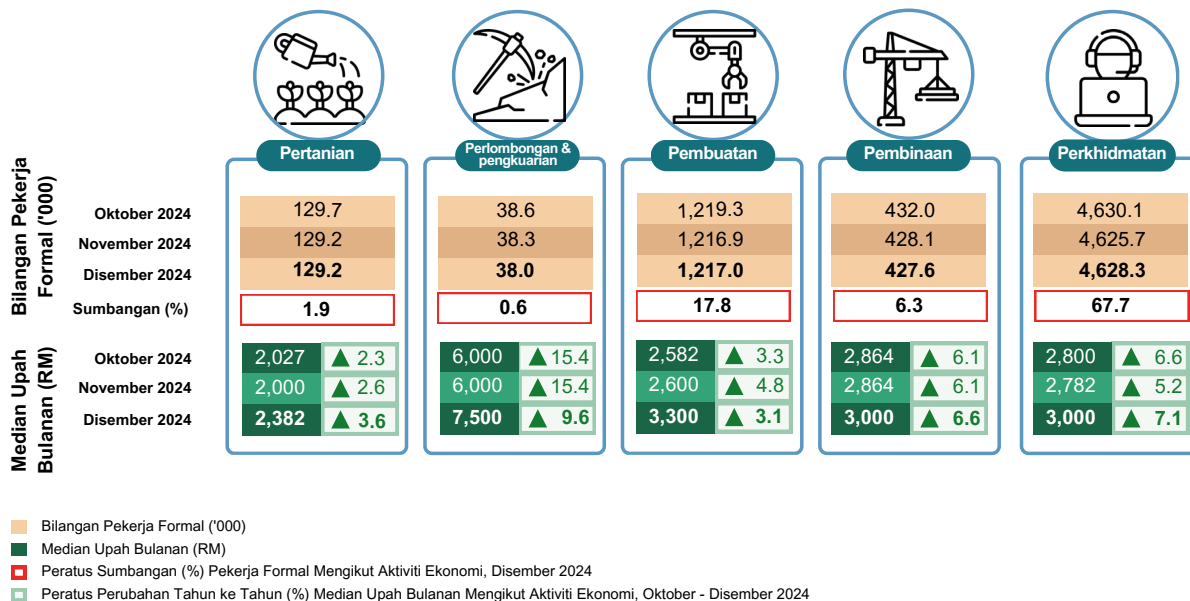 Pertanian
Perlombongan &
pengkuarian
Pembuatan
Pembinaan
Perkhidmatan
Bilangan Pekerja
Formal ('000)
Oktober 2024 129.7 38.6 1,219.3 432.0 4,630.1
November 2024 129.2 38.3 1,216.9 428.1 4,625.7
Disember 2024 129.2 38.0 1,217.0 427.6 4,628.3
Sumbangan (%) 1.9 0.6 17.8 6.3 67.7
Median Upah
Bulanan (RM)
Oktober 2024 2,027 ▲ 2.3 6,000 ▲ 15.4 2,582 ▲ 3.3 2,864 ▲ 6.1 2,800 ▲ 6.6
November 2024 2,000 ▲ 2.6 6,000 ▲ 15.4 2,600 ▲ 4.8 2,864 ▲ 6.1 2,782 ▲ 5.2
Disember 2024 2,382 ▲ 3.6 7,500 ▲ 9.6 3,300 ▲ 3.1 3,000 ▲ 6.6 3,000 ▲ 7.1
Bilangan Pekerja Formal ('000)
Median Upah Bulanan (RM)
Peratus Sumbangan (%) Pekerja Formal Mengikut Aktiviti Ekonomi, Disember 2024
Peratus Perubahan Tahun ke Tahun (%) Median Upah Bulanan Mengikut Aktiviti Ekonomi, Oktober - Disember 2024